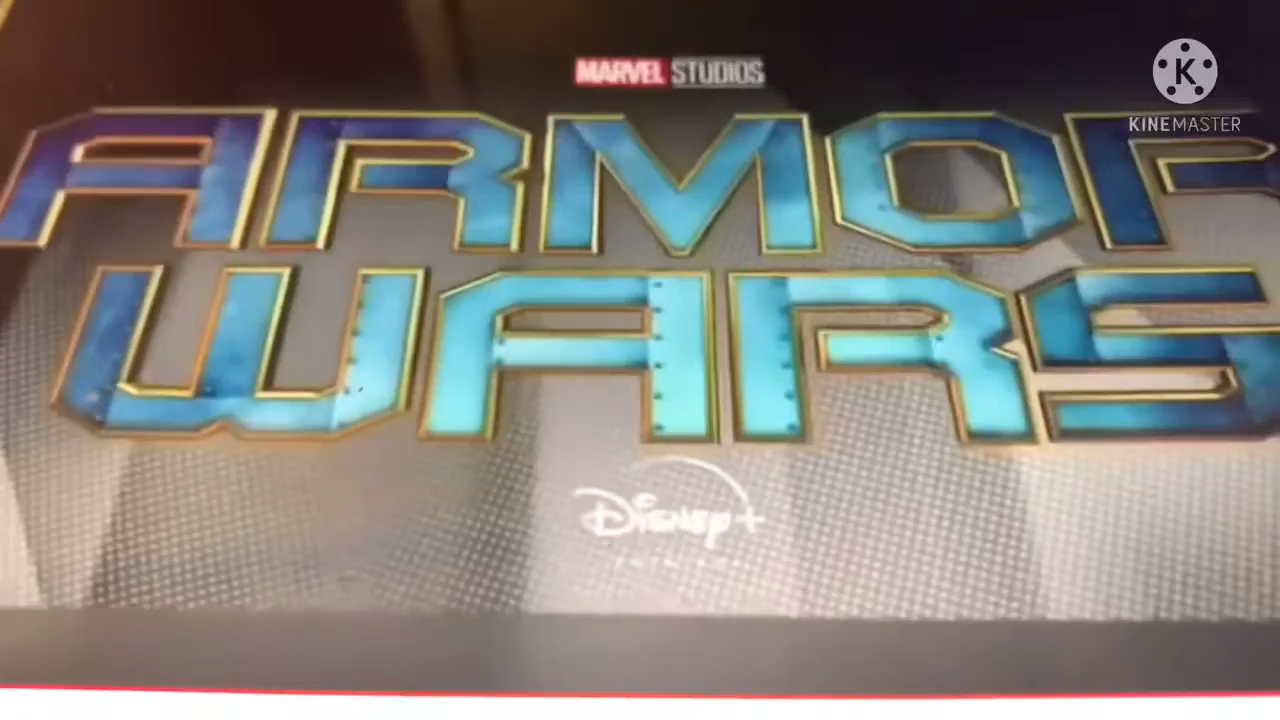 MARVEL STUDIOS
K
KINEMASTER
ARMOR
WARS
Disney+